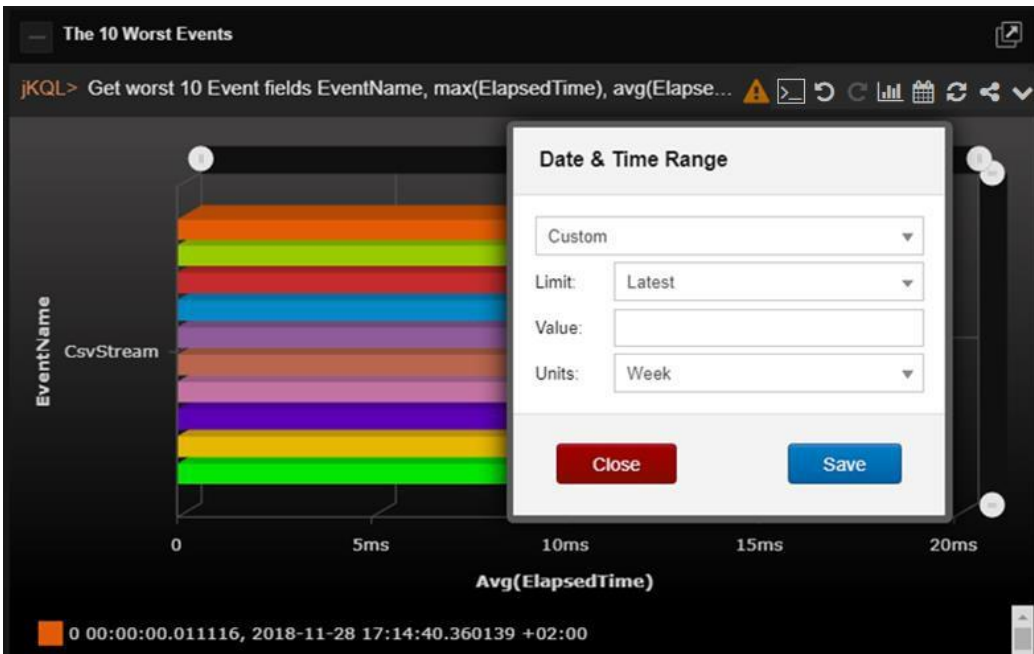 The 10 Worst Events
jKQL> Get worst 10 Event fields EventName, max(ElapsedTime), avg(Elapse...
Date & Time Range
Custom
Limit: Latest
Value:
Units: Week
Close Save
EventName
CsvStream
0 5ms 10ms 15ms 20ms
Avg(ElapsedTime)
0 00:00:00.011116, 2018-11-28 17:14:40.360139 +02:00